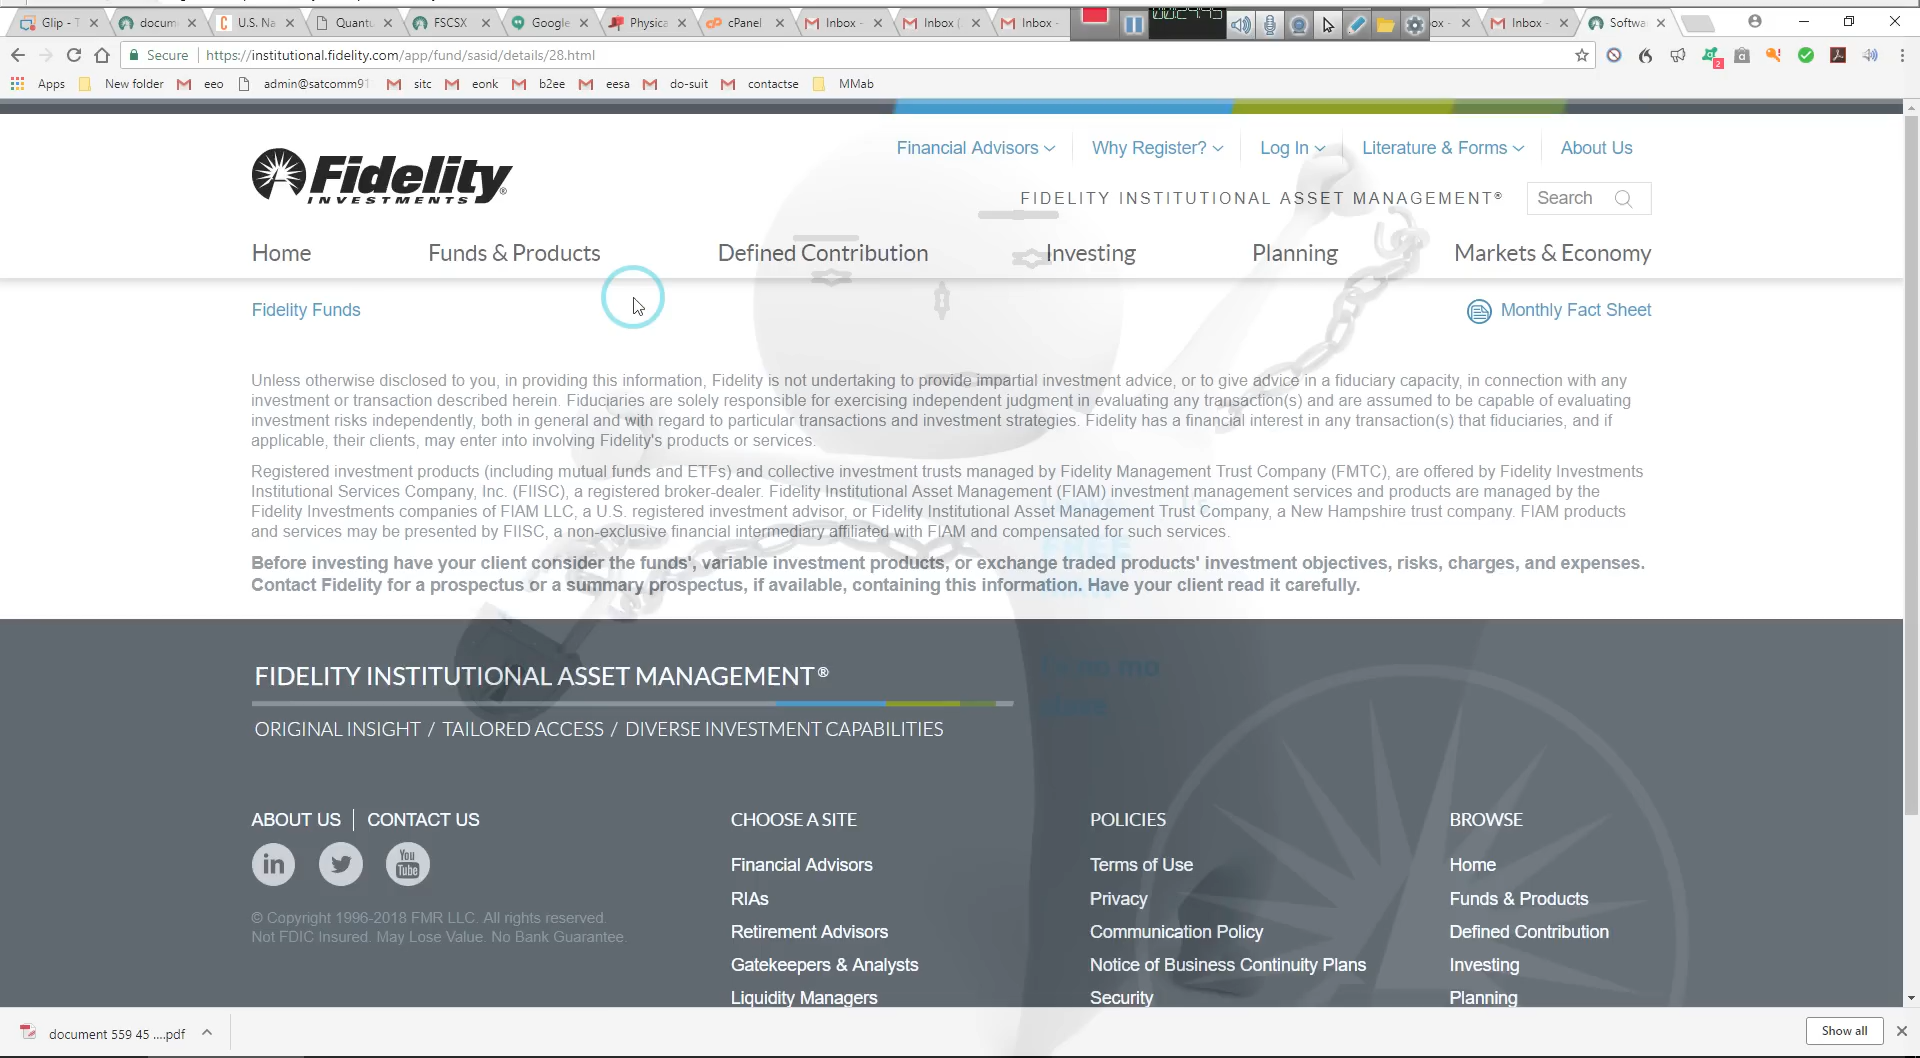 Glip - T
docum
U.S. Na
Quantu
FSCSX
Google
Physica
cPanel
Inbox -
Inbox (
Inbox -
Inbox -
Softwa
https://institutional.fidelity.com/app/fund/sasid/details/28.html
Secure
Apps
New folder
eeo
admin@satcomm91
sitc
eonk
b2ee
eesa
do-suit
contactse
MMab
Financial Advisors
Why Register?
Log In
Literature & Forms
About Us
Fidelity
INVESTMENTS
FIDELITY INSTITUTIONAL ASSET MANAGEMENT®
Search
Home
Funds & Products
Defined Contribution
Investing
Planning
Markets & Economy
Fidelity Funds
Monthly Fact Sheet
Unless otherwise disclosed to you, in providing this information, Fidelity is not undertaking to provide impartial investment advice, or to give advice in a fiduciary capacity, in connection with any
investment or transaction described herein. Fiduciaries are solely responsible for exercising independent judgment in evaluating any transaction(s) and are assumed to be capable of evaluating
investment risks independently, both in general and with regard to particular transactions and investment strategies. Fidelity has a financial interest in any transaction(s) that fiduciaries, and if
applicable, their clients, may enter into involving Fidelity's products or services.
Registered investment products (including mutual funds and ETFs) and collective investment trusts managed by Fidelity Management Trust Company (FMTC), are offered by Fidelity Investments
Institutional Services Company, Inc. (FIISC), a registered broker-dealer. Fidelity Institutional Asset Management (FIAM) investment management services and products are managed by the
Fidelity Investments companies of FIAM LLC, a U.S. registered investment advisor, or Fidelity Institutional Asset Management Trust Company, a New Hampshire trust company. FIAM products
and services may be presented by FIISC, a non-exclusive financial intermediary affiliated with FIAM and compensated for such services.
Before investing have your client consider the funds', variable investment products, or exchange traded products' investment objectives, risks, charges, and expenses.
Contact Fidelity for a prospectus or a summary prospectus, if available, containing this information. Have your client read it carefully.
FREE
FIDELITY INSTITUTIONAL ASSET MANAGEMENT®
ORIGINAL INSIGHT / TAILORED ACCESS / DIVERSE INVESTMENT CAPABILITIES
ABOUT US
CONTACT US
in
You
Tube
© Copyright 1996-2018 FMR LLC. All rights reserved.
Not FDIC Insured. May Lose Value. No Bank Guarantee.
CHOOSE A SITE
Financial Advisors
RIAs
Retirement Advisors
Gatekeepers & Analysts
Liquidity Managers
POLICIES
Terms of Use
Privacy
Communication Policy
Notice of Business Continuity Plans
Security
BROWSE
Home
Funds & Products
Defined Contribution
Investing
Planning
document 559 45 ....pdf
Show all